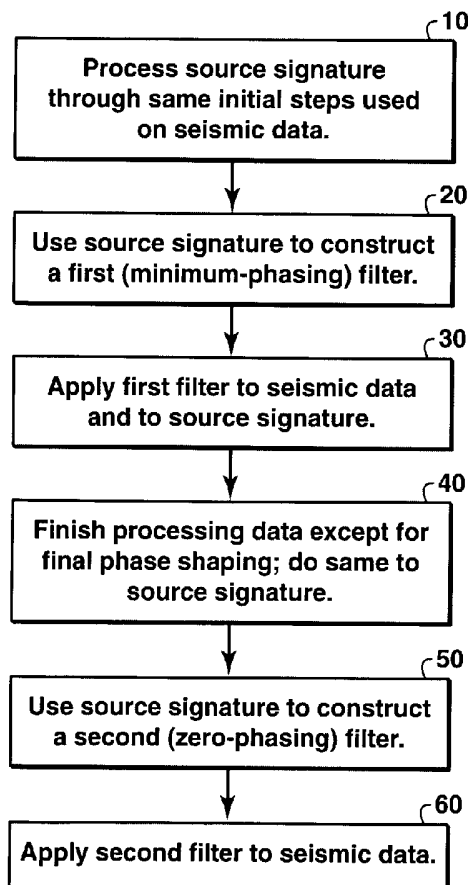 10
Process source signature
through same initial steps used
on seismic data.
20
Use source signature to construct
a first (minimum-phasing) filter.
30
Apply first filter to seismic data
and to source signature.
40
Finish processing data except for
final phase shaping; do same to
source signature.
50
Use source signature to construct
a second (zero-phasing) filter.
60
Apply second filter to seismic data.